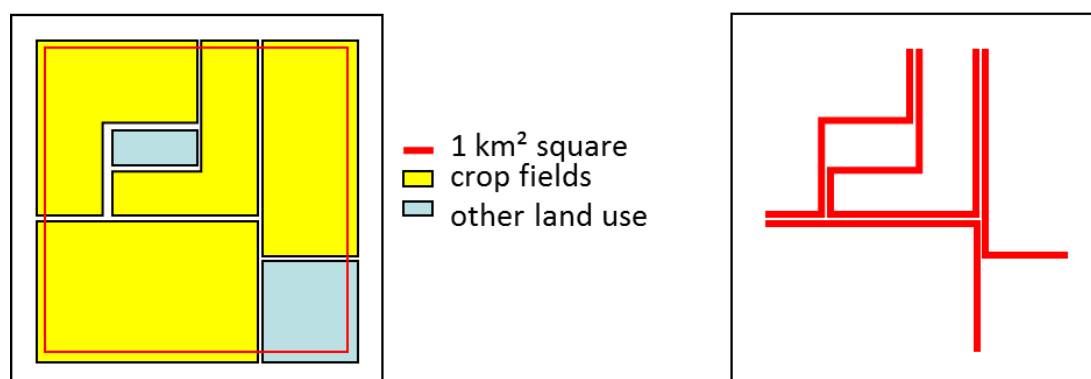 1 km² square
crop fields
other land use